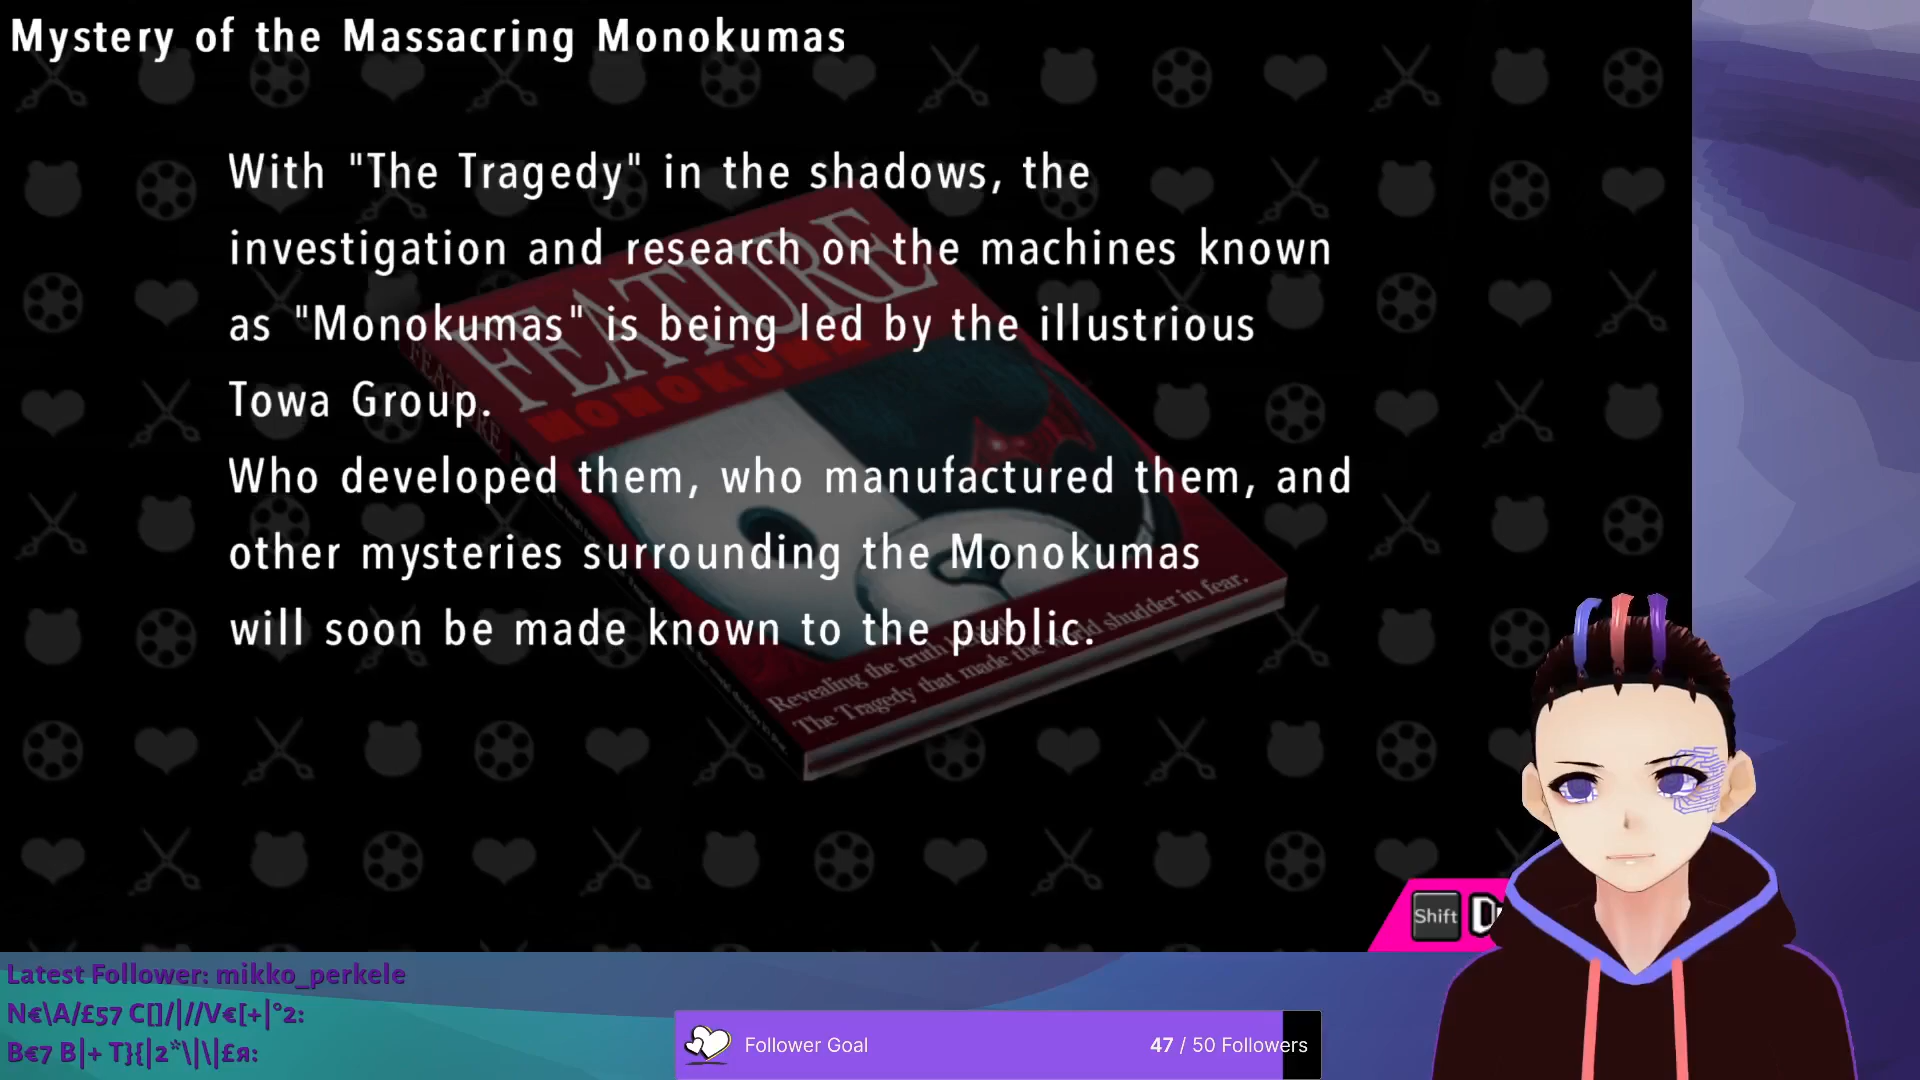 Mystery of the Massacring Monokumas
With "The Tragedy" in the shadows, the
investigation and research on the machines known
as "Monokumas" is being led by the illustrious
Towa Group.
Who developed them, who manufactured them, and
other mysteries surrounding the Monokumas
will soon be made known to the public.
FEATURE
MONOKUMA
Revealing the truth
The Tragedy that made the world shudder in fear.
Shift
Latest Follower: mikko_perkele
N€\A/£57 C[]/|//V€[+|°2:
B€7 B|+ T}{|2*\|\|£я:
Follower Goal
47 / 50 Followers